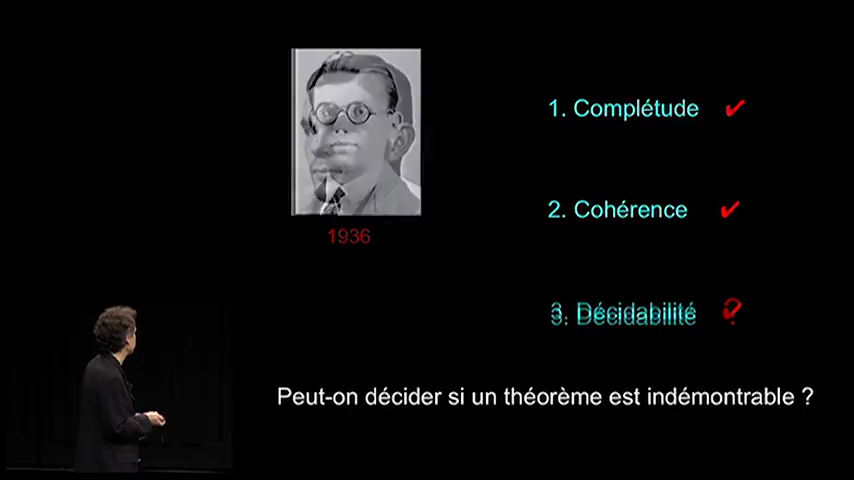 1. Complétude ✔
1936
2. Cohérence ✔
3. Décidabilité ?
Peut-on décider si un théorème est indémontrable ?